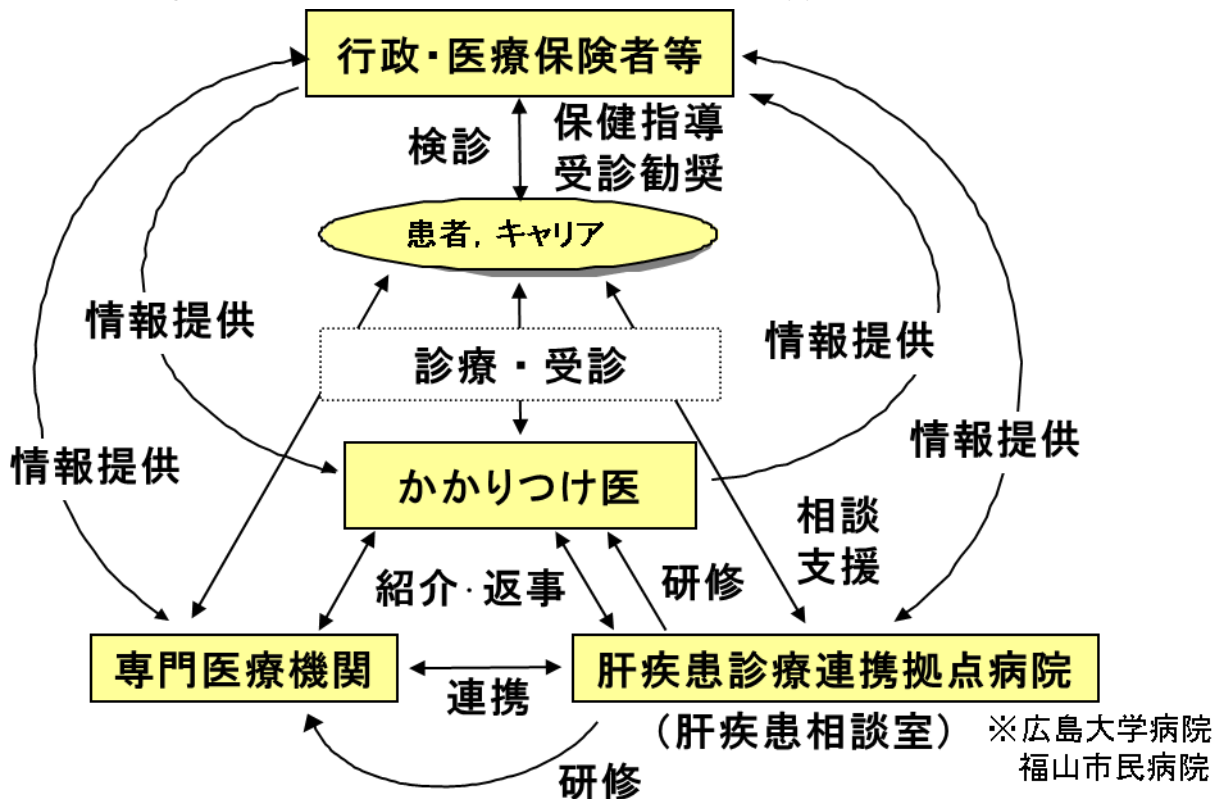 行政・医療保険者等
検診
保健指導
受診勧奨
患者，キャリア
情報提供
診療・受診
情報提供
情報提供
情報提供
かかりつけ医
相談
支援
紹介・返事
研修
専門医療機関
連携
肝疾患診療連携拠点病院
（肝疾患相談室）
※広島大学病院
福山市民病院
研修